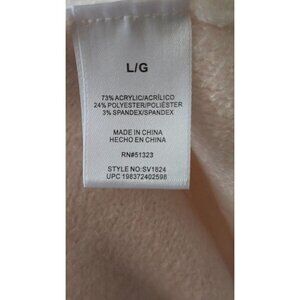 L/G
73% ACRYLIC/ACRÍLICO
24% POLYESTER/POLIÉSTER
3% SPANDEX/SPANDEX
MADE IN CHINA
HECHO EN CHINA
RN#51323
STYLE NO:SV1824
UPC 198372402598